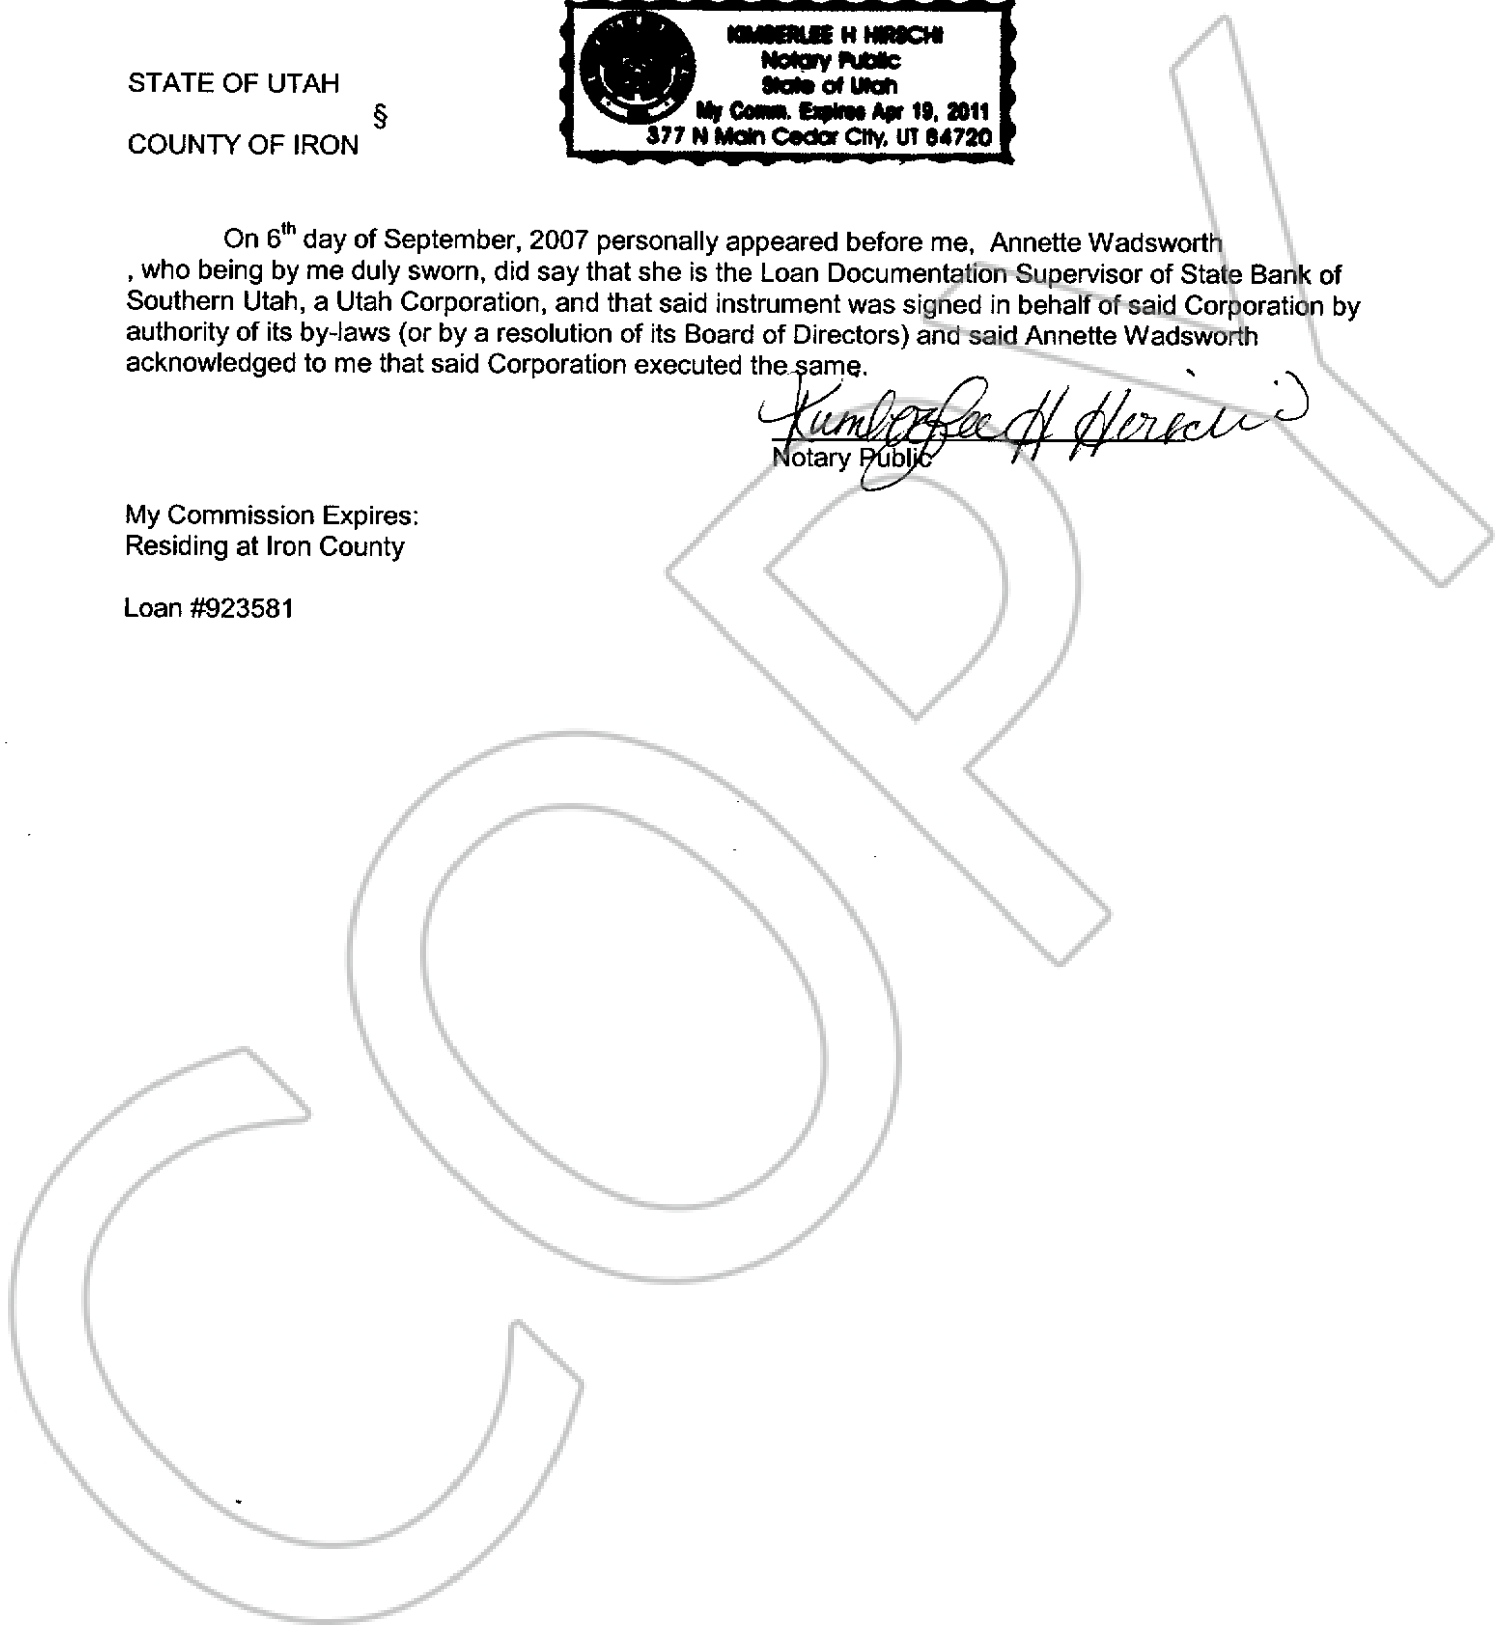 KIMBERLEE H HIRSCHI
Notary Public
State of Utah
My Comm. Expires Apr 19, 2011
377 N Main Cedar City, UT 84720
STATE OF UTAH
§
COUNTY OF IRON
On 6th day of September, 2007 personally appeared before me, Annette Wadsworth
, who being by me duly sworn, did say that she is the Loan Documentation Supervisor of State Bank of
Southern Utah, a Utah Corporation, and that said instrument was signed in behalf of said Corporation by
authority of its by-laws (or by a resolution of its Board of Directors) and said Annette Wadsworth
acknowledged to me that said Corporation executed the same.
Kimberlee H Hirschi
Notary Public
My Commission Expires:
Residing at Iron County
Loan #923581
COPY